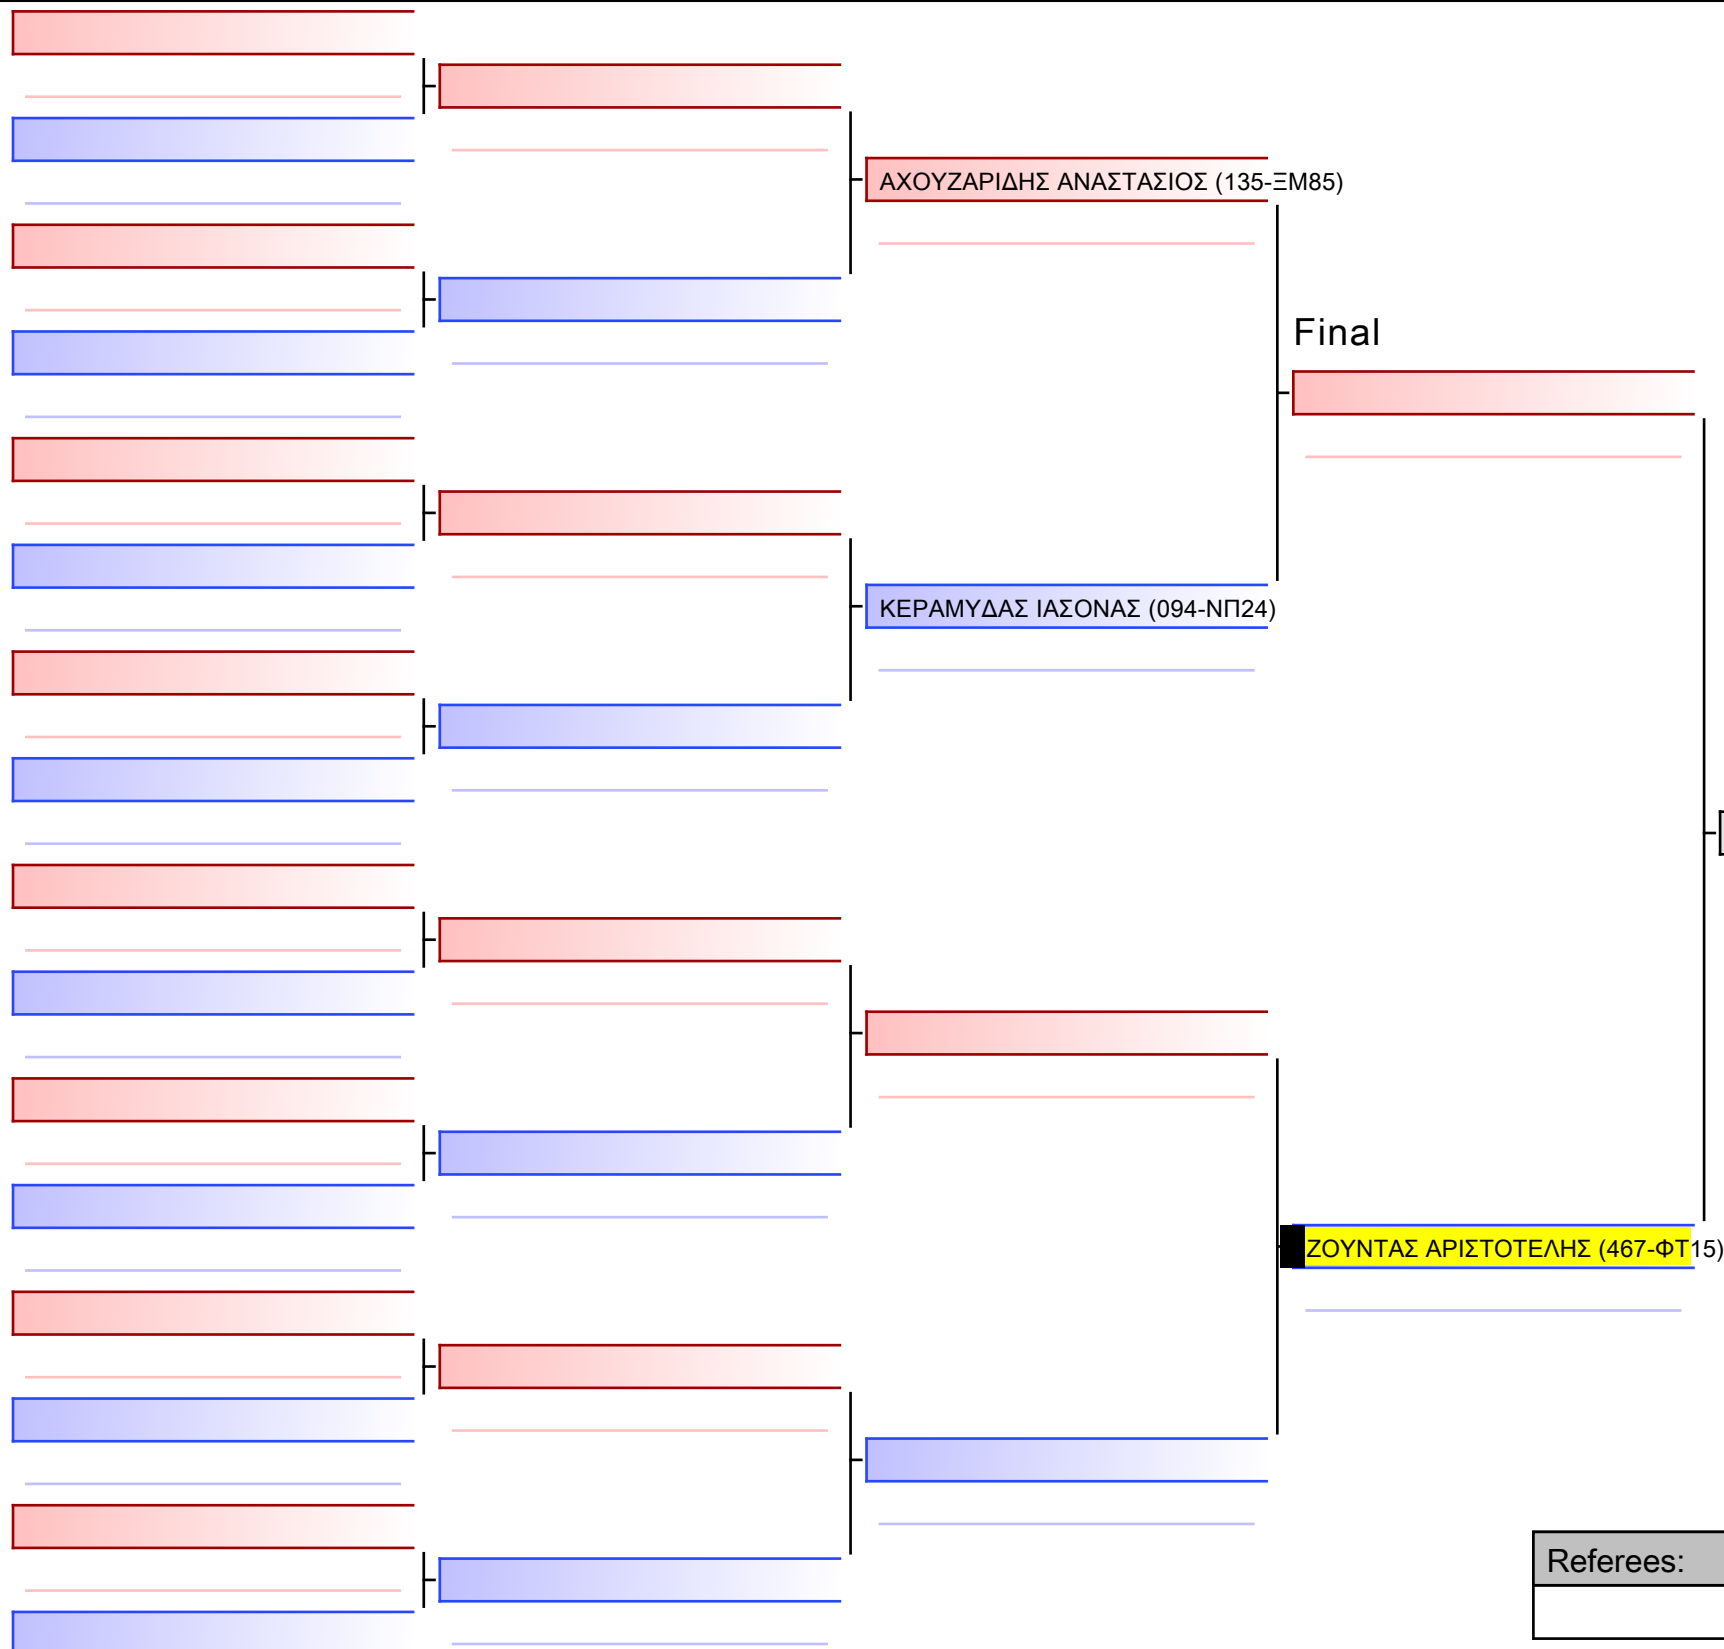 ΑΧΟΥΖΑΡΙΔΗΣ ΑΝΑΣΤΑΣΙΟΣ (135-ΞΜ85)
Final
ΚΕΡΑΜΥΔΑΣ ΙΑΣΟΝΑΣ (094-ΝΠ24)
ΖΟΥΝΤΑΣ ΑΡΙΣΤΟΤΕΛΗΣ (467-ΦΤ15)
Referees: